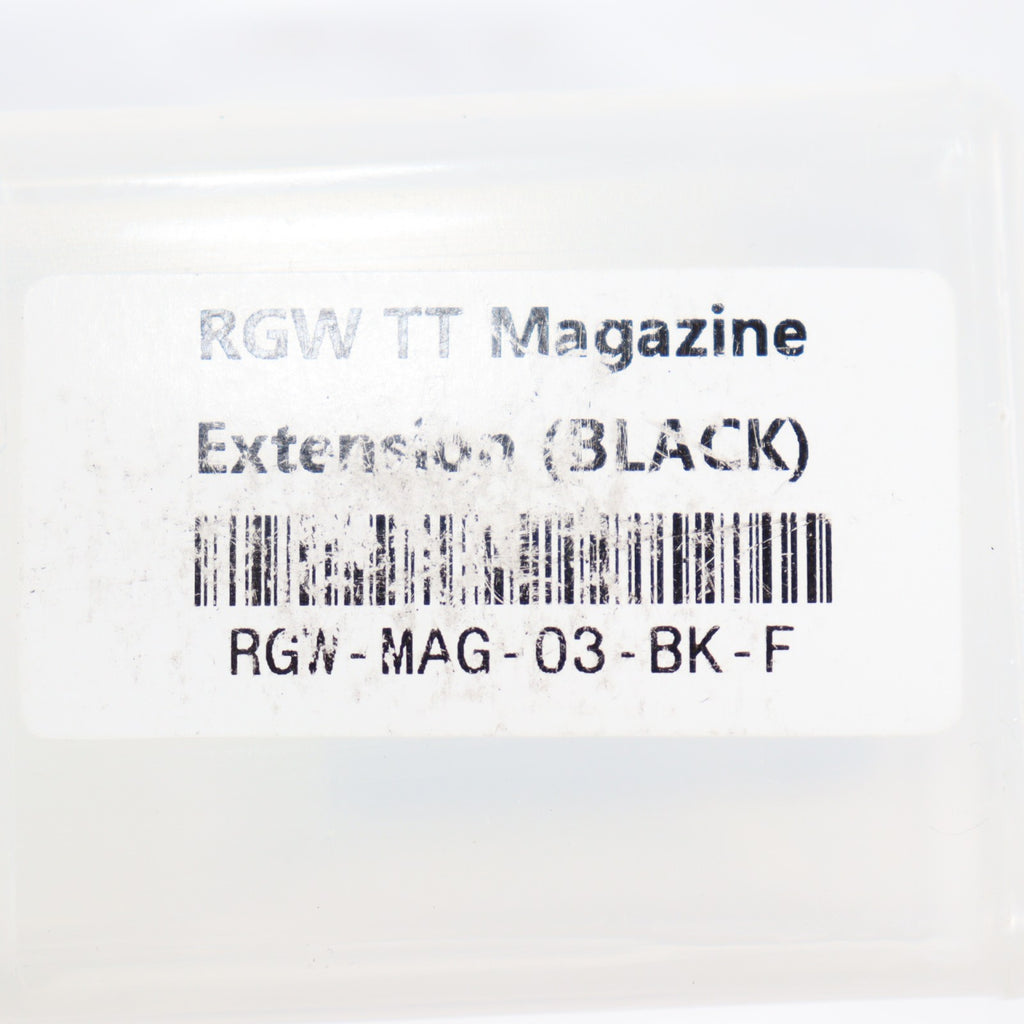 RGW TT Magazine
Extension (BLACK)
RGW-MAG-03-BK-F